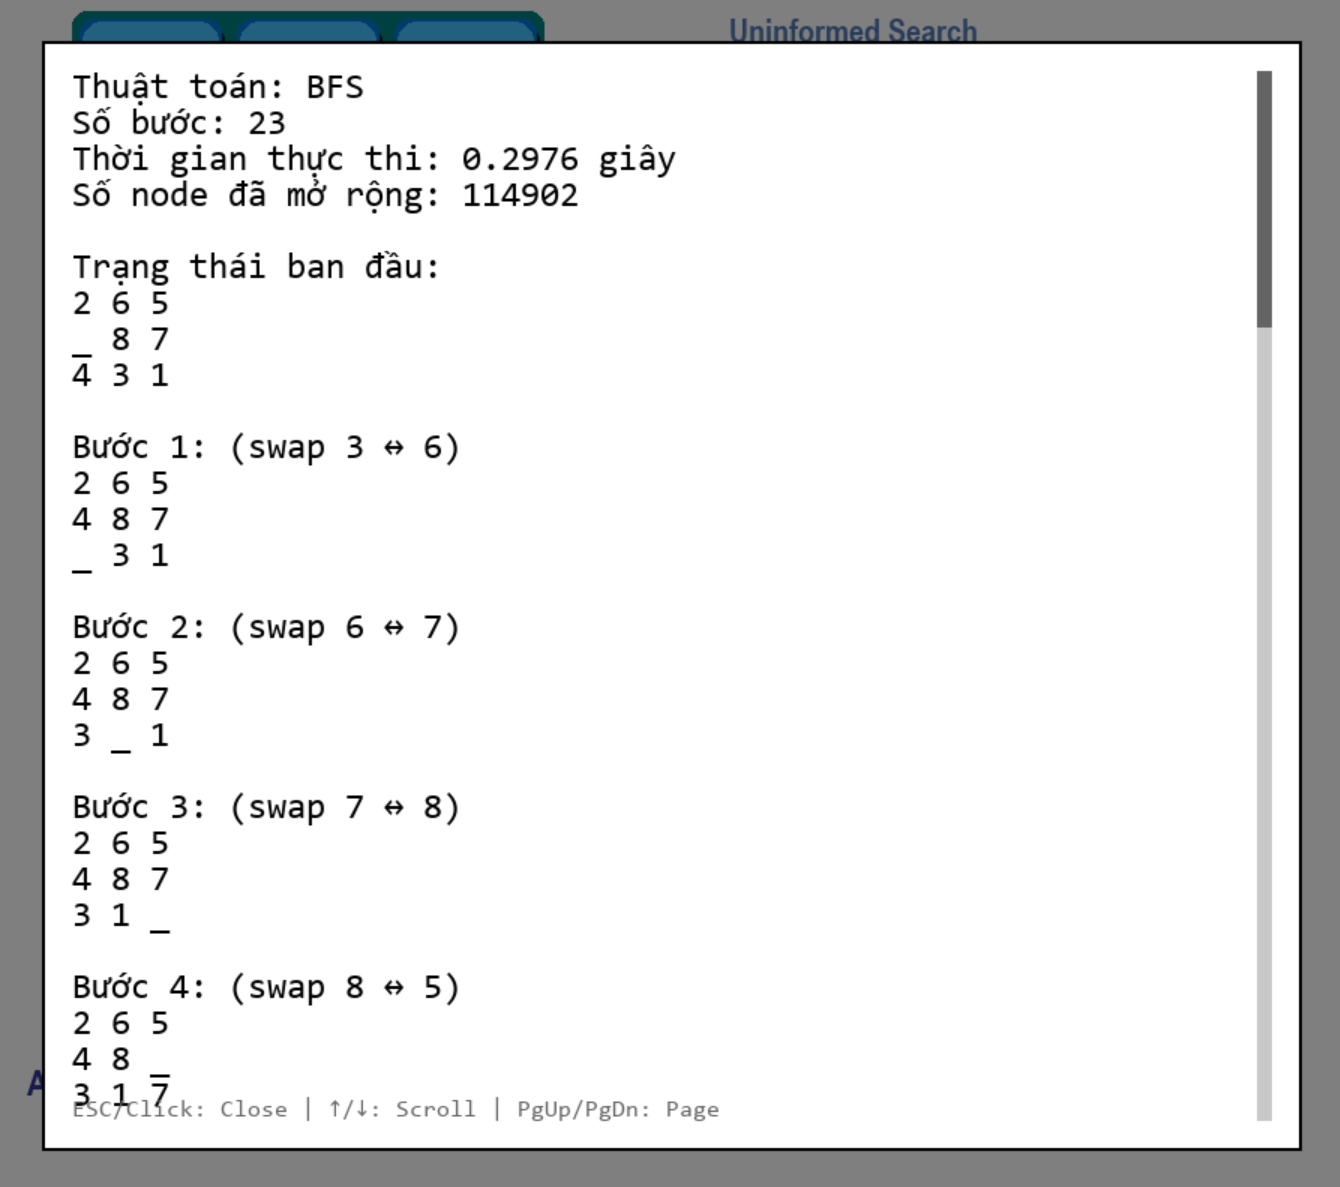 Uninformed Search
Thuật toán: BFS
Số bước: 23
Thời gian thực thi: 0.2976 giây
Số node đã mở rộng: 114902
Trạng thái ban đầu:
2 6 5
_ 8 7
4 3 1
Bước 1: (swap 3 ↔ 6)
2 6 5
4 8 7
_ 3 1
Bước 2: (swap 6 ↔ 7)
2 6 5
4 8 7
3 _ 1
Bước 3: (swap 7 ↔ 8)
2 6 5
4 8 7
3 1 _
Bước 4: (swap 8 ↔ 5)
2 6 5
4 8 _
3 1 7
ESC/Click: Close | ↑/↓: Scroll | PgUp/PgDn: Page